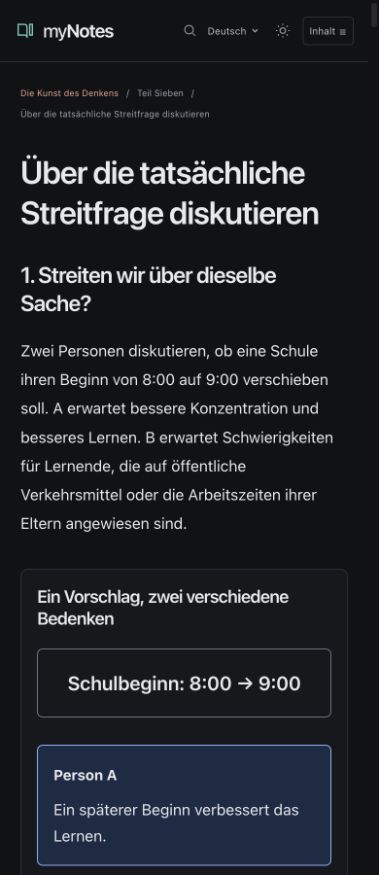 myNotes
Deutsch
Inhalt
Die Kunst des Denkens / Teil Sieben /
Über die tatsächliche Streitfrage diskutieren
Über die tatsächliche
Streitfrage diskutieren
1. Streiten wir über dieselbe
Sache?
Zwei Personen diskutieren, ob eine Schule
ihren Beginn von 8:00 auf 9:00 verschieben
soll. A erwartet bessere Konzentration und
besseres Lernen. B erwartet Schwierigkeiten
für Lernende, die auf öffentliche
Verkehrsmittel oder die Arbeitszeiten ihrer
Eltern angewiesen sind.
Ein Vorschlag, zwei verschiedene
Bedenken
Schulbeginn: 8:00 → 9:00
Person A
Ein späterer Beginn verbessert das
Lernen.